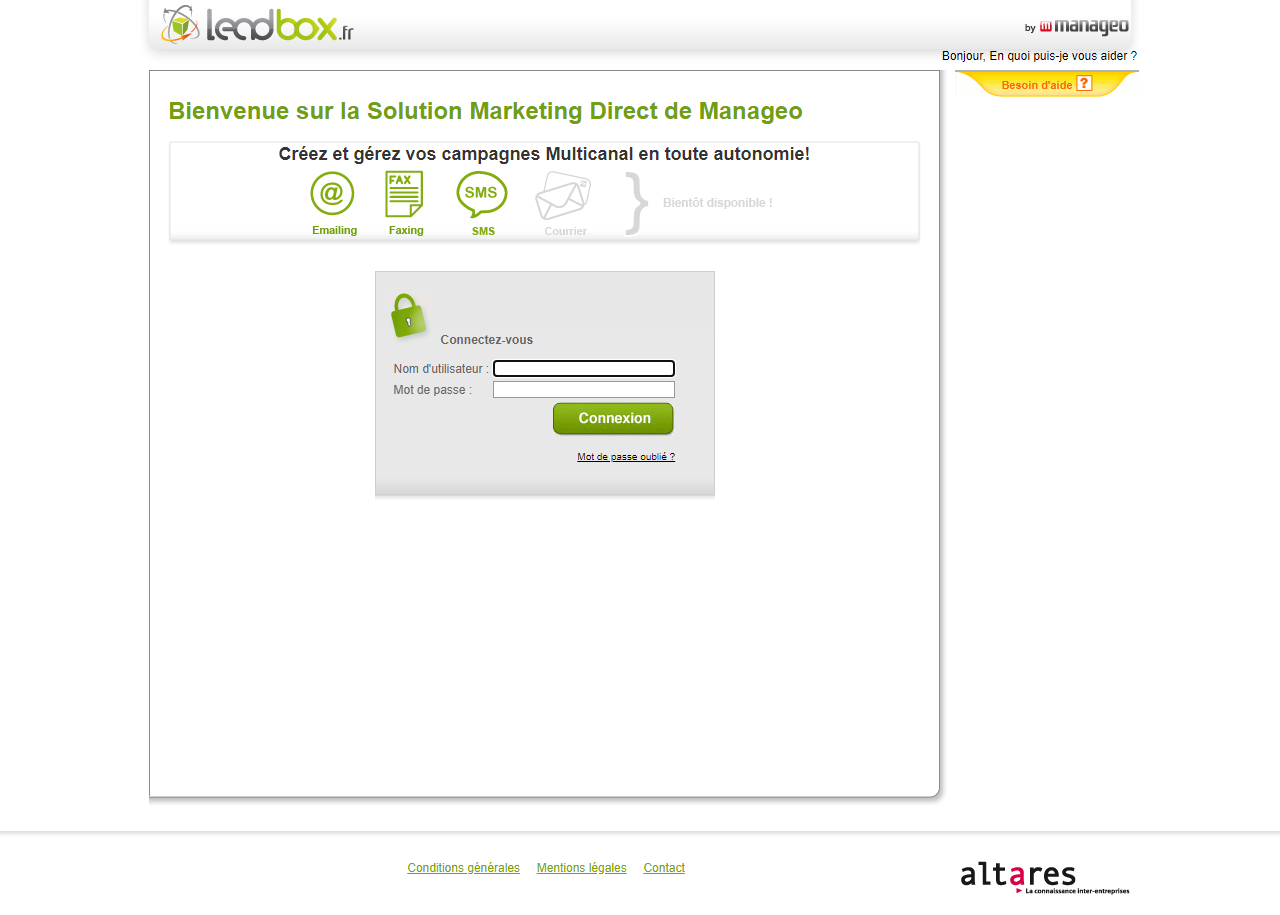 leadbox.fr
by manageo
Bonjour, En quoi puis-je vous aider ?
Besoin d'aide ?
Bienvenue sur la Solution Marketing Direct de Manageo
Créez et gérez vos campagnes Multicanal en toute autonomie!
@ FAX SMS
Bientôt disponible !
Emailing Faxing SMS Courrier
Connectez-vous
Nom d'utilisateur :
Mot de passe :
Connexion
Mot de passe oublié ?
Conditions générales Mentions légales Contact
altares
La connaissance inter-entreprises